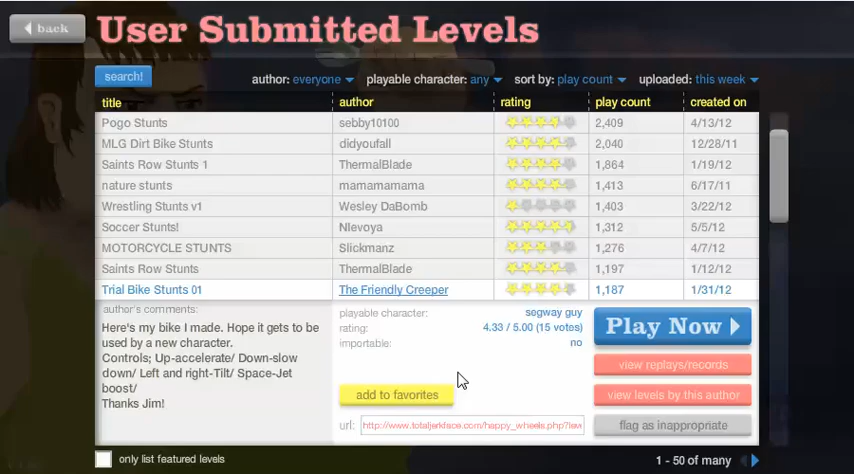 back
User Submitted Levels
search!
author: everyone playable character: any sort by: play count uploaded: this week
title author rating play count created on
Pogo Stunts sebby10100 2,409 4/13/12
MLG Dirt Bike Stunts didyoufall 2,040 12/28/11
Saints Row Stunts 1 ThermalBlade 1,864 1/19/12
nature stunts mamamamama 1,413 6/17/11
Wrestling Stunts v1 Wesley DaBomb 1,403 3/22/12
Soccer Stunts! Nlevoya 1,312 5/5/12
MOTORCYCLE STUNTS Slickmanz 1,276 4/7/12
Saints Row Stunts ThermalBlade 1,197 1/12/12
Trial Bike Stunts 01 The Friendly Creeper 1,187 1/31/12
author's comments:
Here's my bike I made. Hope it gets to be
used by a new character.
Controls; Up-accelerate/ Down-slow
down/ Left and right-Tilt/ Space-Jet
boost/
Thanks Jim!
playable character: segway guy
rating: 4.33 / 5.00 (15 votes)
importable: no
add to favorites
url: http://www.totaljerkface.com/happy_wheels.php?lev
Play Now
view replays/records
view levels by this author
flag as inappropriate
only list featured levels
1 - 50 of many